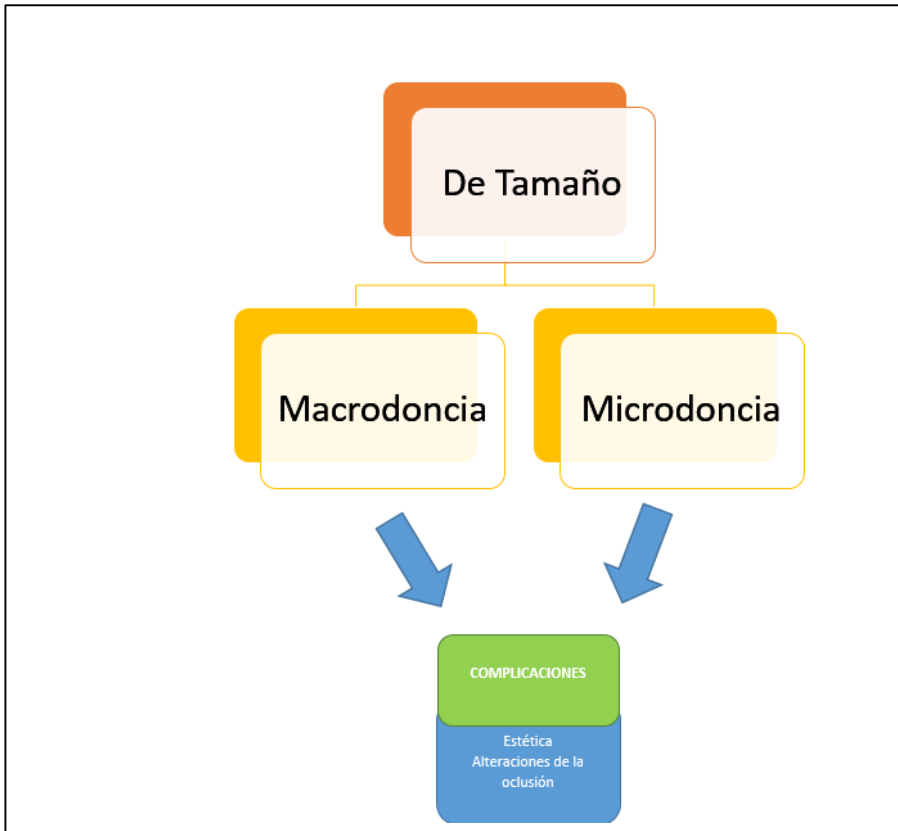 De Tamaño
Macrodoncia
Microdoncia
COMPLICACIONES
Estética
Alteraciones de la
oclusión